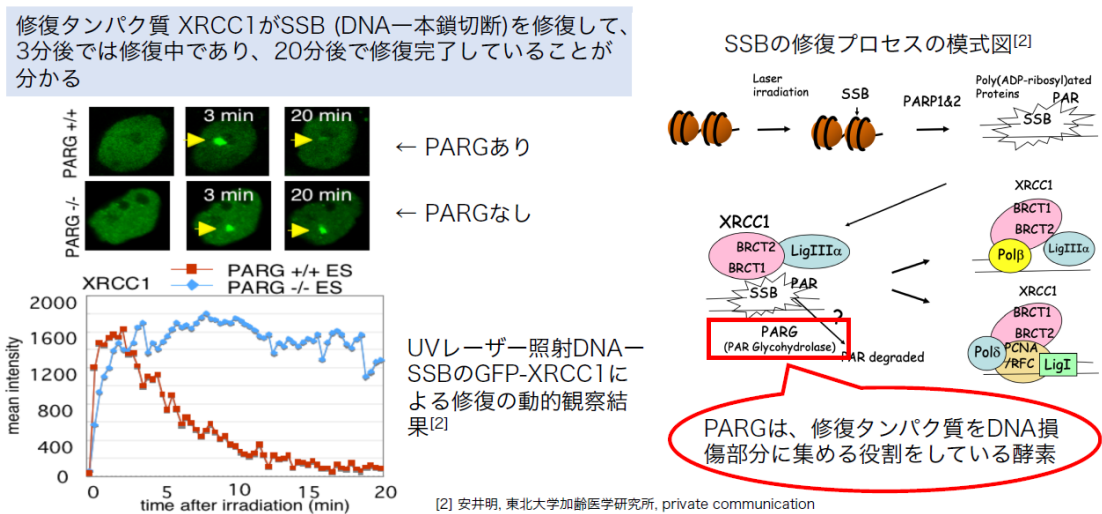 修復タンパク質 XRCC1がSSB (DNA一本鎖切断)を修復して、
3分後では修復中であり、20分後で修復完了していることが
分かる
PARG +/+
3 min
20 min
← PARGあり
PARG -/-
3 min
20 min
← PARGなし
XRCC1
PARG +/+ ES
PARG -/- ES
2000
1600
1200
800
400
0
mean intensity
0
5
10
15
20
time after irradiation (min)
UVレーザー照射DNA一
SSBのGFP-XRCC1に
よる修復の動的観察結
果[2]
SSBの修復プロセスの模式図[2]
Laser
irradiation
SSB
PARP1&2
Poly(ADP-ribosyl)ated
Proteins
PAR
SSB
XRCC1
BRCT2
BRCT1
LigIIIα
SSB
PAR
?
PARG
(PAR Glycohydrolase)
PAR degraded
XRCC1
BRCT1
BRCT2
Polβ
LigIIIα
XRCC1
BRCT1
BRCT2
Polδ
PCNA
/RFC
LigI
PARGは、修復タンパク質をDNA損
傷部分に集める役割をしている酵素
[2] 安井明, 東北大学加齢医学研究所, private communication